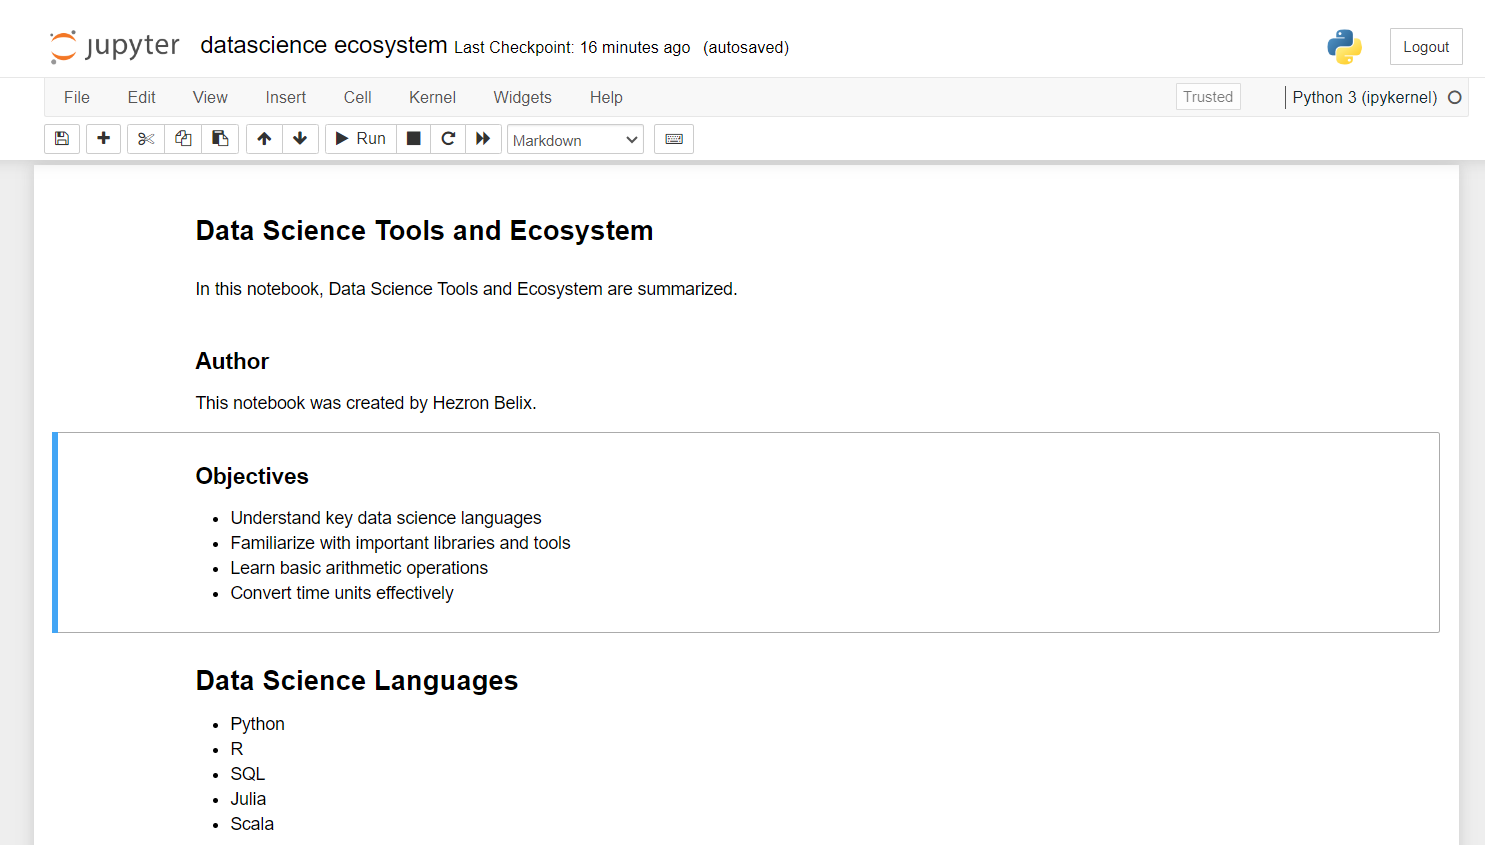 jupyter datascience ecosystem Last Checkpoint: 16 minutes ago (autosaved)
Logout
File Edit View Insert Cell Kernel Widgets Help
Trusted Python 3 (ipykernel)
Run Markdown
Data Science Tools and Ecosystem
In this notebook, Data Science Tools and Ecosystem are summarized.
Author
This notebook was created by Hezron Belix.
Objectives
• Understand key data science languages
• Familiarize with important libraries and tools
• Learn basic arithmetic operations
• Convert time units effectively
Data Science Languages
• Python
• R
• SQL
• Julia
• Scala